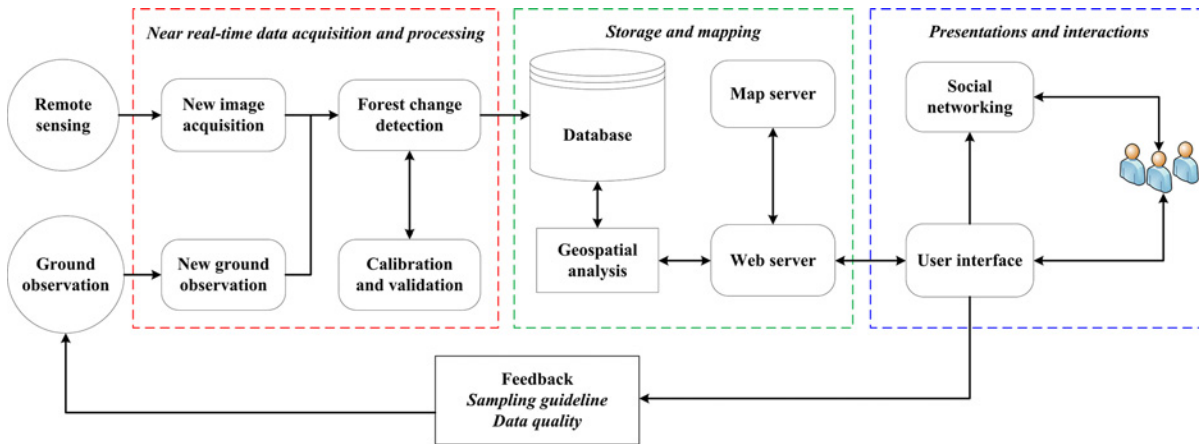 Near real-time data acquisition and processing
Storage and mapping
Presentations and interactions
Remote
sensing
New image
acquisition
Forest change
detection
Database
Map server
Social
networking
Ground
observation
New ground
observation
Calibration
and validation
Geospatial
analysis
Web server
User interface
Feedback
Sampling guideline
Data quality